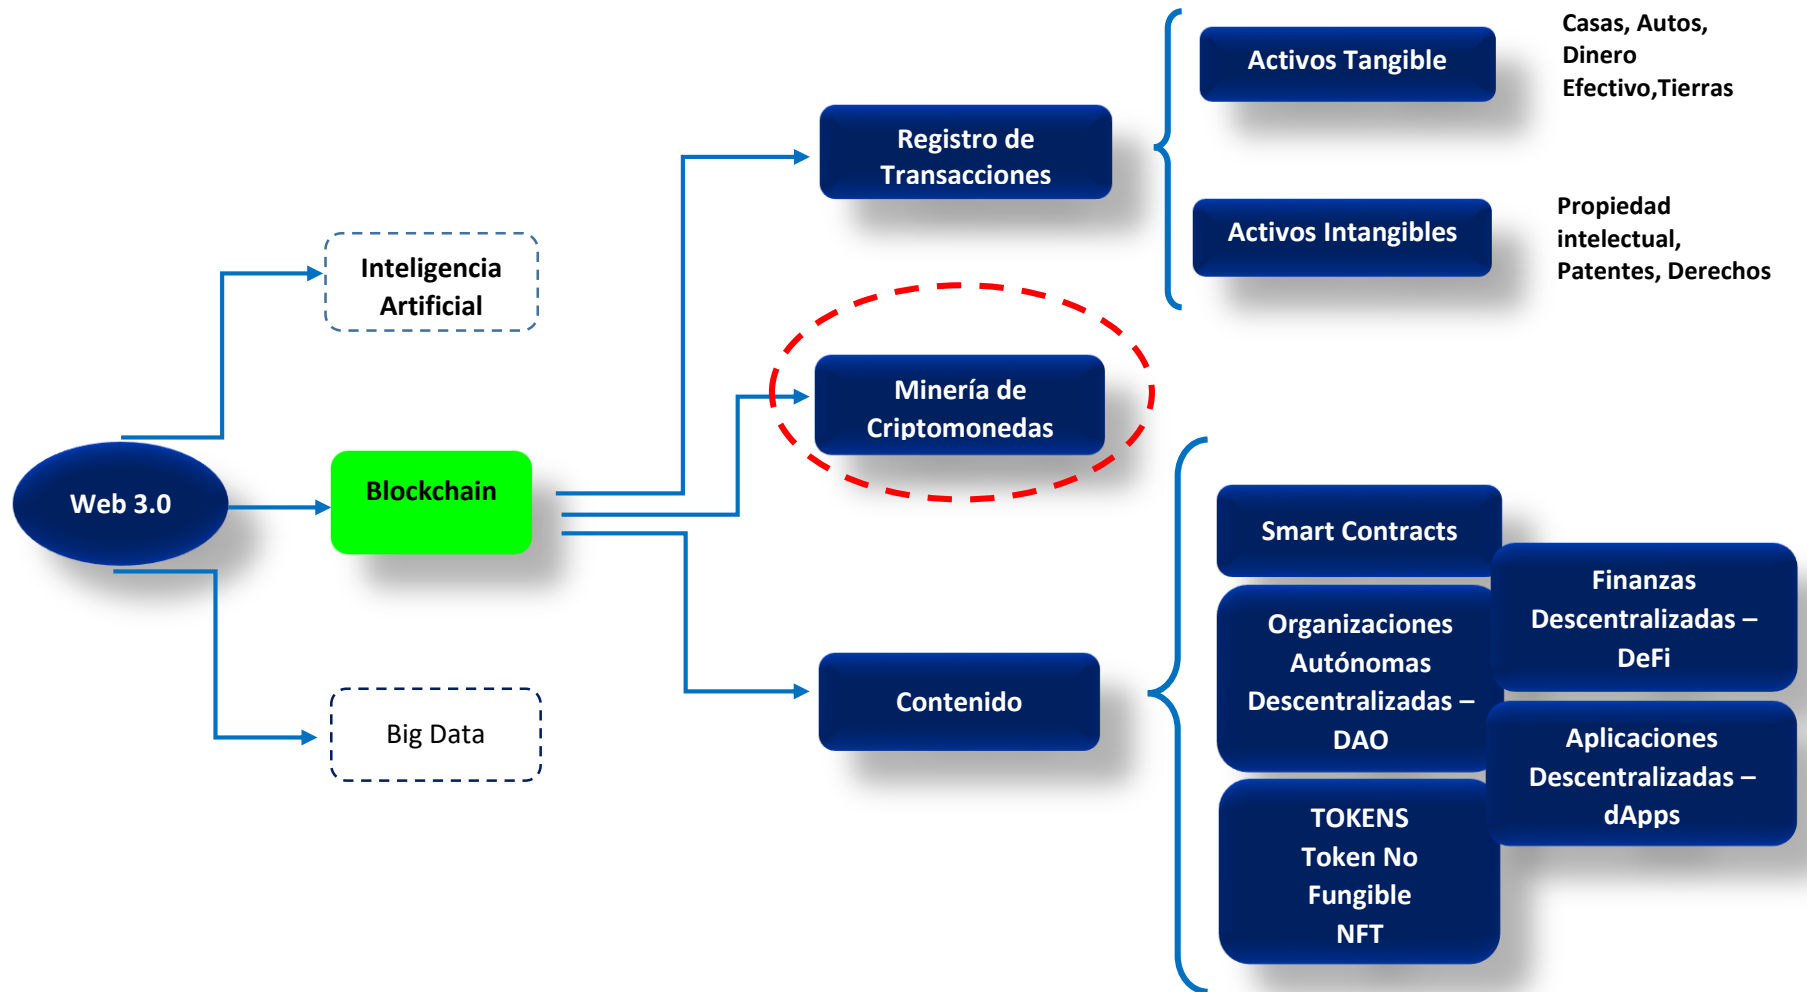 Web 3.0
Inteligencia
Artificial
Blockchain
Big Data
Registro de
Transacciones
Minería de
Criptomonedas
Contenido
Activos Tangible
Casas, Autos,
Dinero
Efectivo,Tierras
Activos Intangibles
Propiedad
intelectual,
Patentes, Derechos
Smart Contracts
Organizaciones
Autónomas
Descentralizadas –
DAO
TOKENS
Token No
Fungible
NFT
Finanzas
Descentralizadas –
DeFi
Aplicaciones
Descentralizadas –
dApps